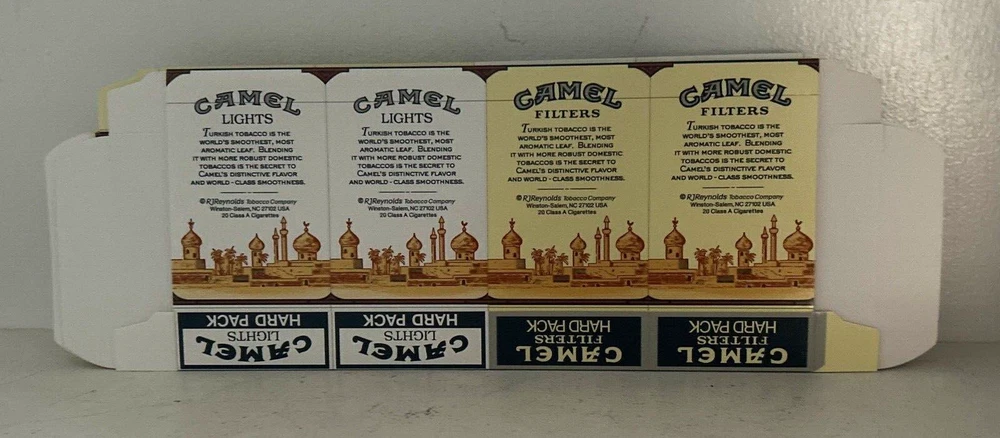 CAMEL
LIGHTS
TURKISH TOBACCO IS THE
WORLD'S SMOOTHEST, MOST
AROMATIC LEAF. BLENDING
IT WITH MORE ROBUST DOMESTIC
TOBACCOS IS THE SECRET TO
CAMEL'S DISTINCTIVE FLAVOR
AND WORLD - CLASS SMOOTHNESS.
© RJReynolds Tobacco Company
Winston-Salem, NC 27102 USA
20 Class A Cigarettes
CAMEL
LIGHTS
TURKISH TOBACCO IS THE
WORLD'S SMOOTHEST, MOST
AROMATIC LEAF. BLENDING
IT WITH MORE ROBUST DOMESTIC
TOBACCOS IS THE SECRET TO
CAMEL'S DISTINCTIVE FLAVOR
AND WORLD - CLASS SMOOTHNESS.
© RJReynolds Tobacco Company
Winston-Salem, NC 27102 USA
20 Class A Cigarettes
CAMEL
FILTERS
TURKISH TOBACCO IS THE
WORLD'S SMOOTHEST, MOST
AROMATIC LEAF. BLENDING
IT WITH MORE ROBUST DOMESTIC
TOBACCOS IS THE SECRET TO
CAMEL'S DISTINCTIVE FLAVOR
AND WORLD - CLASS SMOOTHNESS.
© RJReynolds Tobacco Company
Winston-Salem, NC 27102 USA
20 Class A Cigarettes
CAMEL
FILTERS
TURKISH TOBACCO IS THE
WORLD'S SMOOTHEST, MOST
AROMATIC LEAF. BLENDING
IT WITH MORE ROBUST DOMESTIC
TOBACCOS IS THE SECRET TO
CAMEL'S DISTINCTIVE FLAVOR
AND WORLD - CLASS SMOOTHNESS.
© RJReynolds Tobacco Company
Winston-Salem, NC 27102 USA
20 Class A Cigarettes
CAMEL
LIGHTS
HARD PACK
CAMEL
LIGHTS
HARD PACK
CAMEL
FILTERS
HARD PACK
CAMEL
FILTERS
HARD PACK